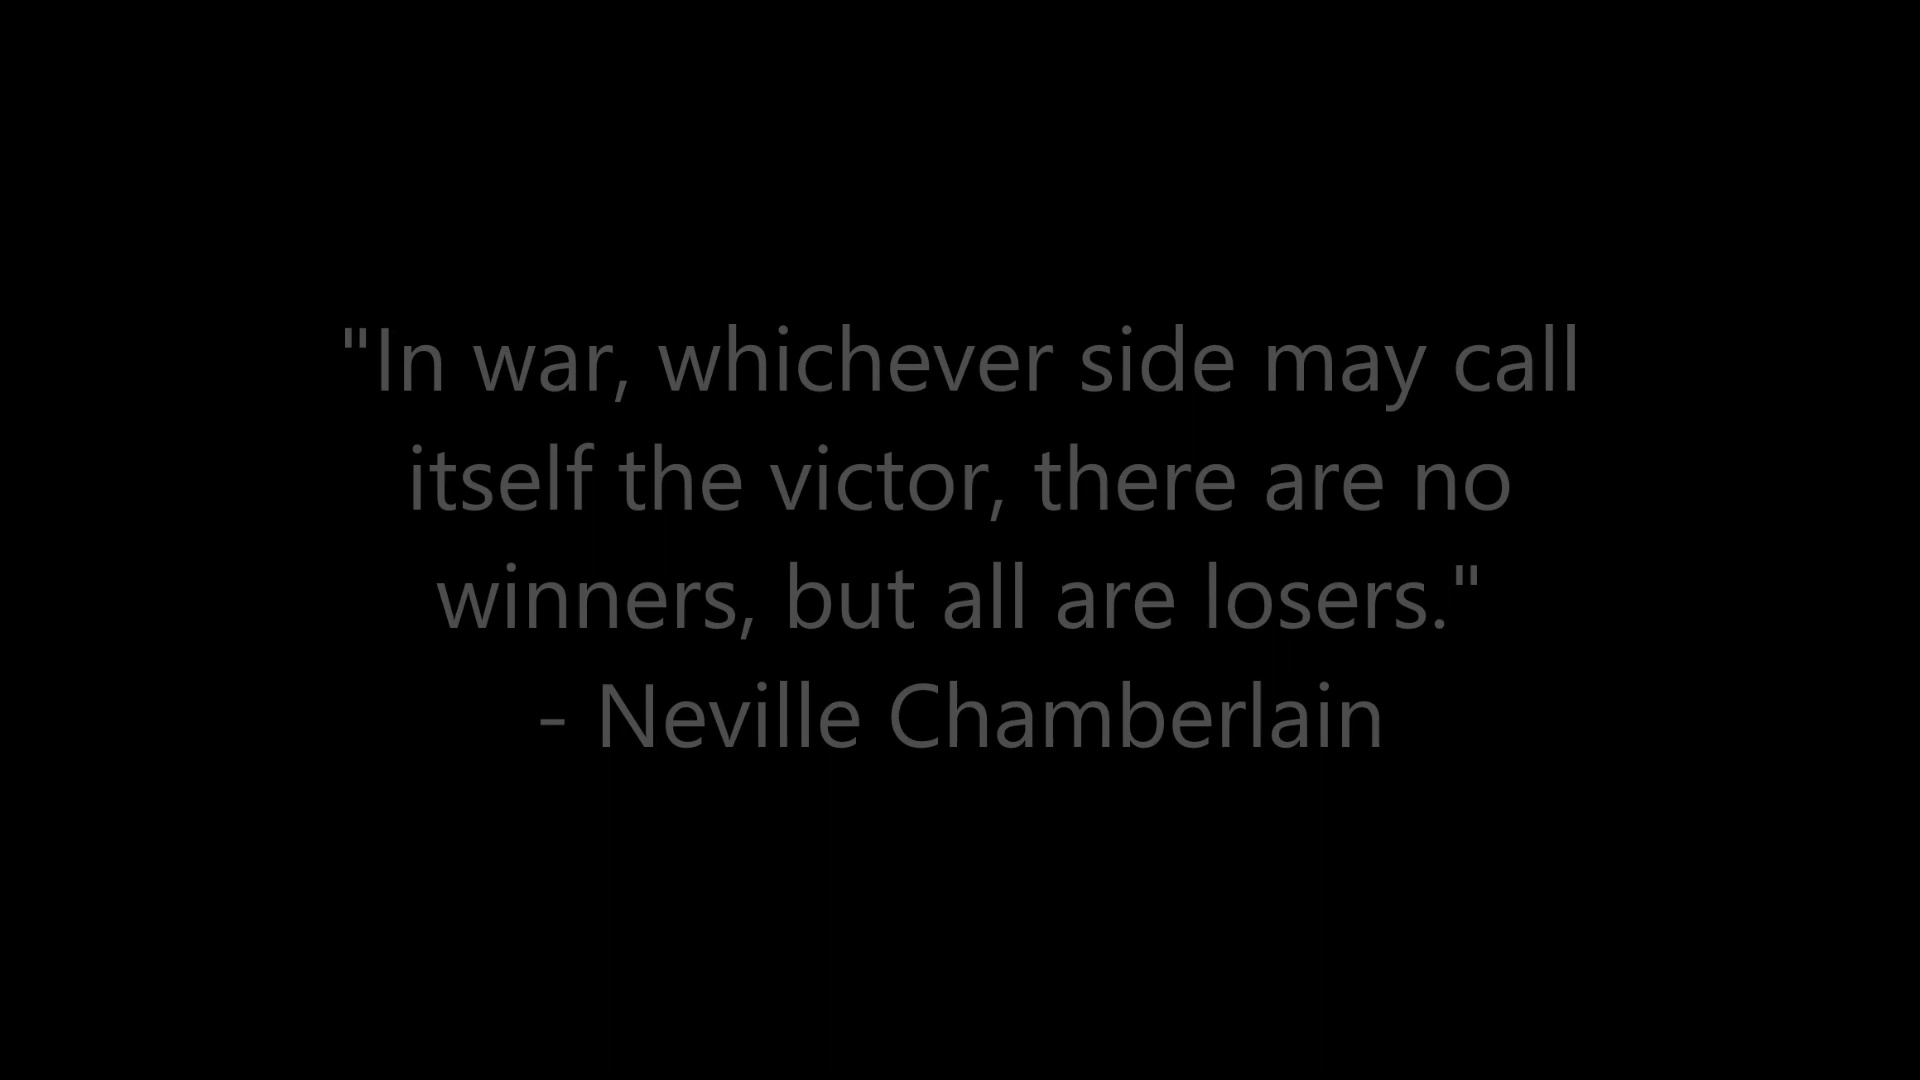 "In war, whichever side may call
itself the victor, there are no
winners, but all are losers."
- Neville Chamberlain